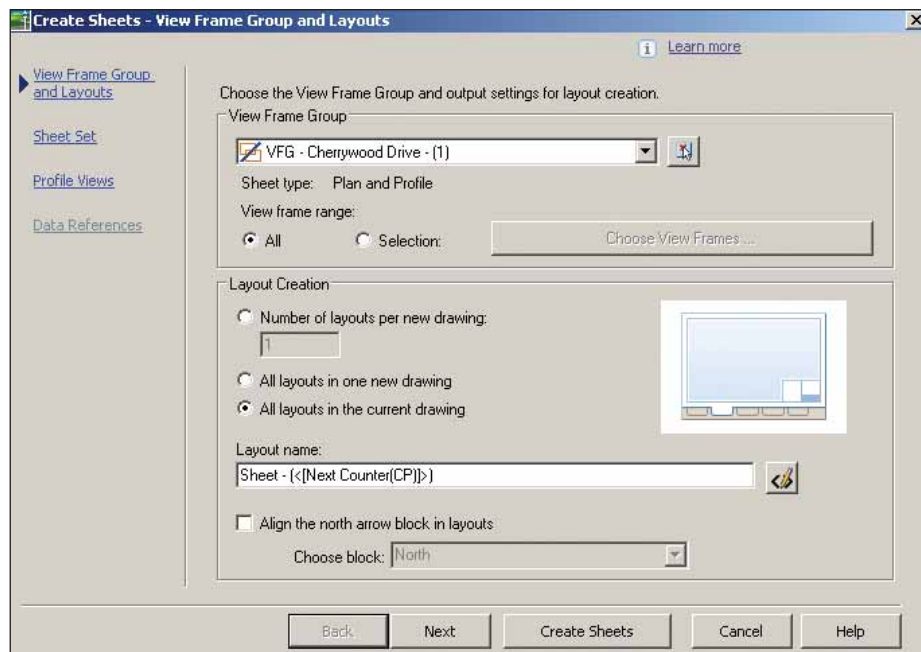 Create Sheets - View Frame Group and Layouts
Learn more
View Frame Group
and Layouts
Sheet Set
Profile Views
Data References
Choose the View Frame Group and output settings for layout creation.
View Frame Group
VFG - Cherrywood Drive - (1)
Sheet type: Plan and Profile
View frame range:
All
Selection:
Choose View Frames ...
Layout Creation
Number of layouts per new drawing:
1
All layouts in one new drawing
All layouts in the current drawing
Layout name:
Sheet - (<[Next Counter(CP)]>)
Align the north arrow block in layouts
Choose block: North
Back
Next
Create Sheets
Cancel
Help